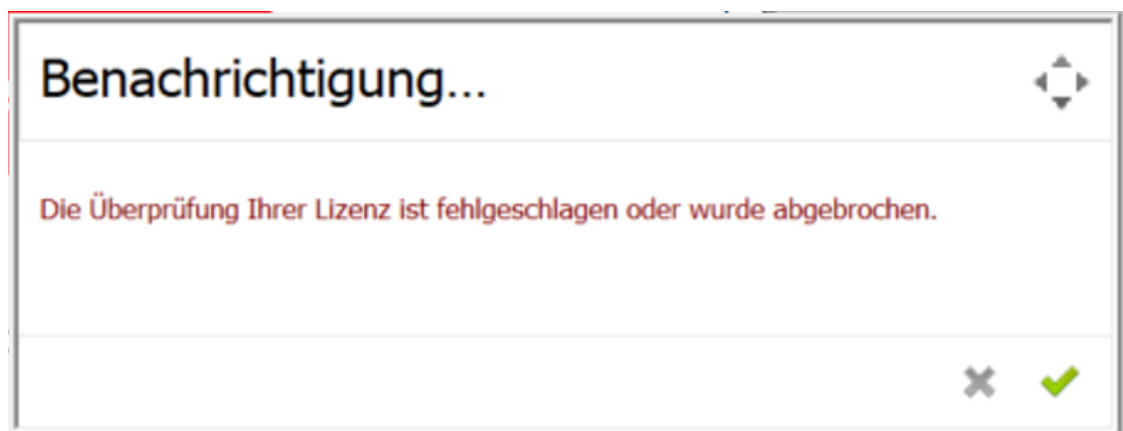 Benachrichtigung...
Die Überprüfung Ihrer Lizenz ist fehlgeschlagen oder wurde abgebrochen.